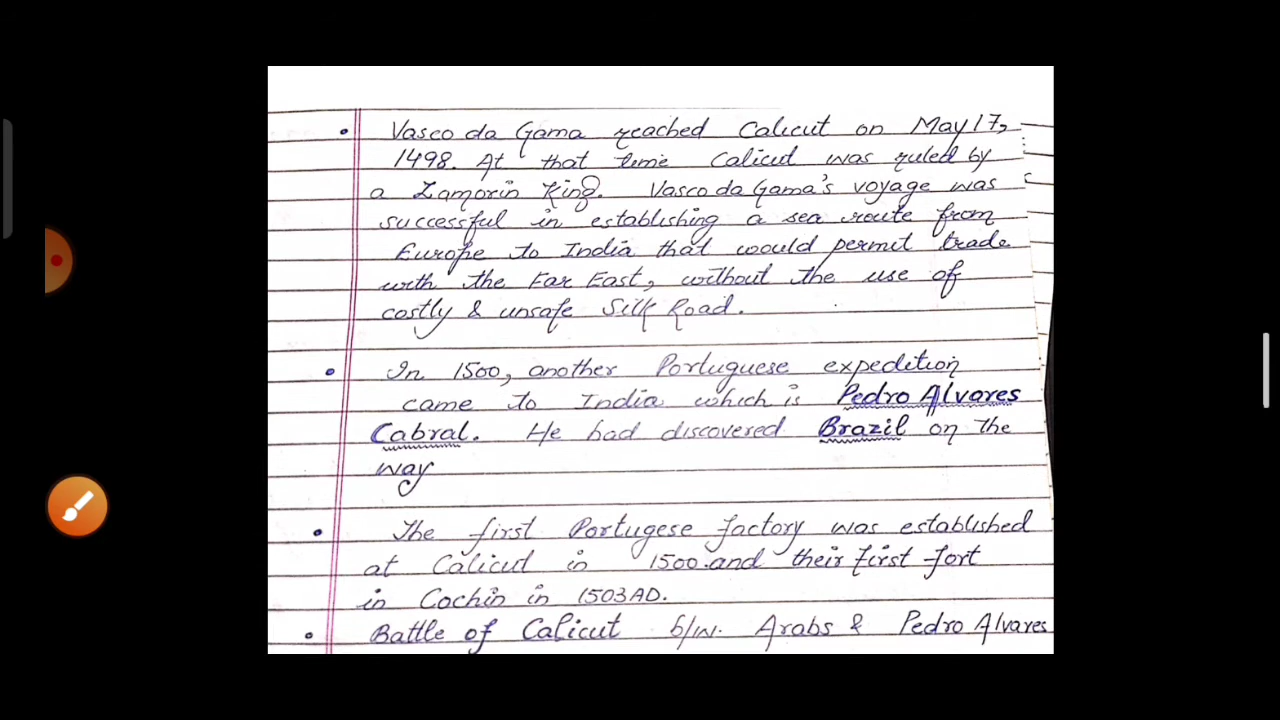 • Vasco da Gama reached Calicut on May 17,
1498. At that time Calicut was ruled by
a Zamorin King. Vasco da Gama's voyage was
successful in establishing a sea route from
Europe to India that would permit trade
with the Far East, without the use of
costly & unsafe Silk Road.
• In 1500, another Portuguese expedition
came to India which is Pedro Alvares
Cabral. He had discovered Brazil on the
way
• The first Portugese factory was established
at Calicut in 1500.and their first fort
in Cochin in 1503AD.
• Battle of Calicut b/w. Arabs & Pedro Alvares